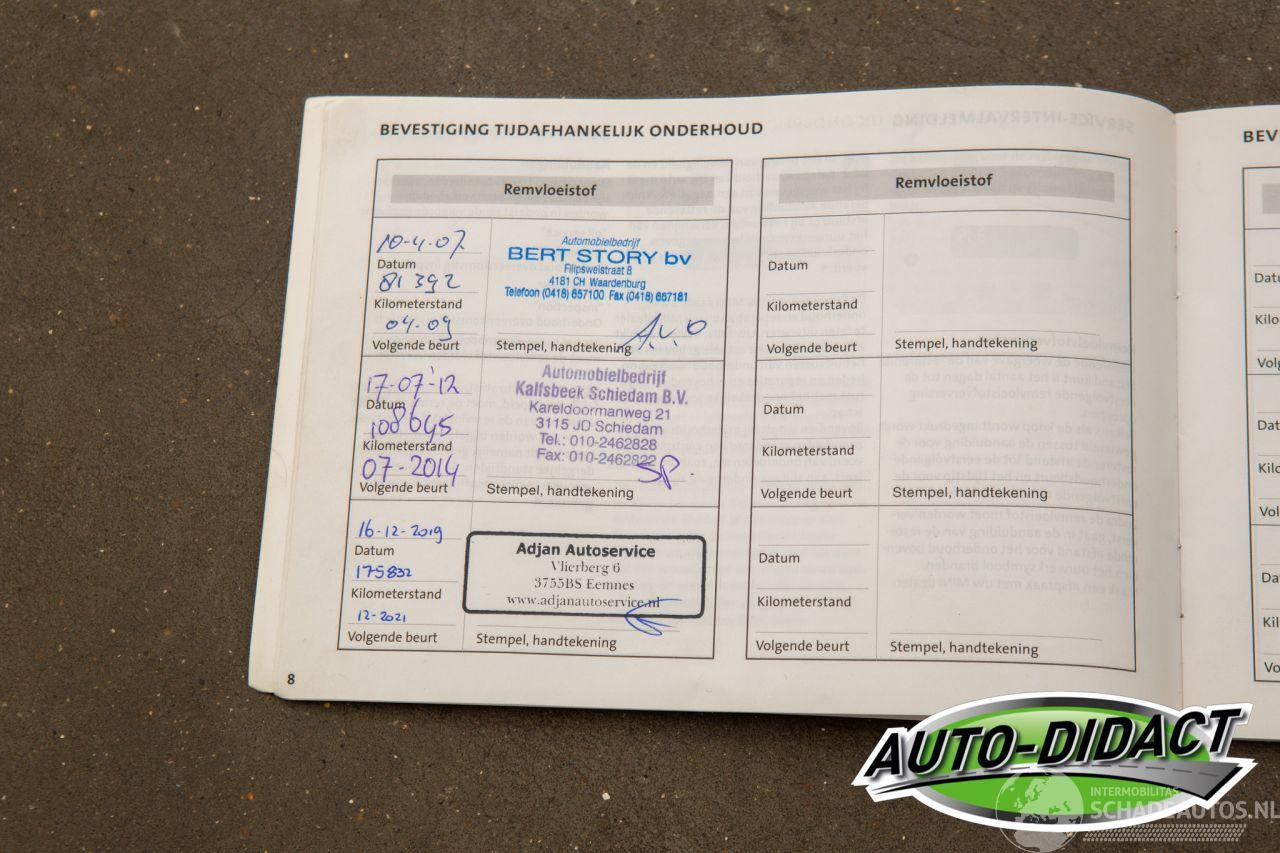 BEVESTIGING TIJDAFHANKELIJK ONDERHOUD
Remvloeistof
10-4-07
Datum
81 392
Kilometerstand
04-09
Volgende beurt
Automobielbedrijf
BERT STORY bv
Filipsweistraat 8
4181 CH Waardenburg
Telefoon (0418) 657100 Fax (0418) 657181
Stempel, handtekening
17-07-'12
Datum
108645
Kilometerstand
07-2014
Volgende beurt
Automobielbedrijf
Kalfsbeek Schiedam B.V.
Kareldoormanweg 21
3115 JD Schiedam
Tel.: 010-2462828
Fax: 010-2462822
SP.
Stempel, handtekening
16-12-2019
Datum
175832
Kilometerstand
12-2021
Volgende beurt
Adjan Autoservice
Vlierberg 6
3755BS Eemnes
www.adjanautoservice.nl
Stempel, handtekening
8
Remvloeistof
Datum
Kilometerstand
Volgende beurt
Stempel, handtekening
Datum
Kilometerstand
Volgende beurt
Stempel, handtekening
Datum
Kilometerstand
Volgende beurt
Stempel, handtekening
AUTO-DIDACT
INTERMOBILITAS
SCHADEAUTOS.NL